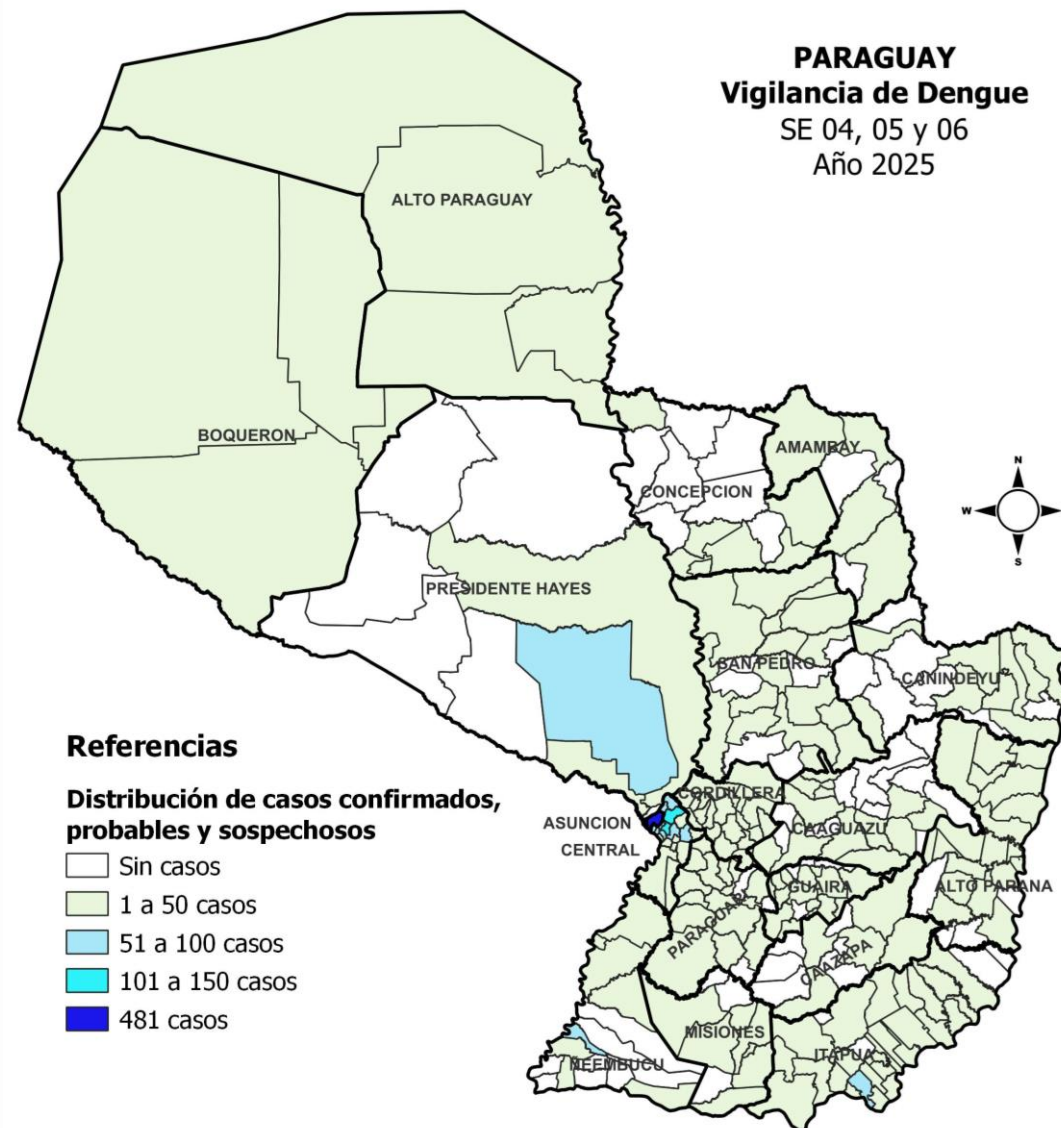 PARAGUAY
Vigilancia de Dengue
SE 04, 05 y 06
Año 2025
ALTO PARAGUAY
BOQUERON
AMAMBAY
CONCEPCION
N
W
S
PRESIDENTE HAYES
SAN PEDRO
CANINDEYU
Referencias
Distribución de casos confirmados,
probables y sospechosos
Sin casos
1 a 50 casos
51 a 100 casos
101 a 150 casos
481 casos
CORDILLERA
ASUNCION
CENTRAL
CAAGUAZU
GUAIRA
ALTO PARANA
PARAGUARI
CAAZAPA
MISIONES
ITAPUA
ÑEEMBUCU